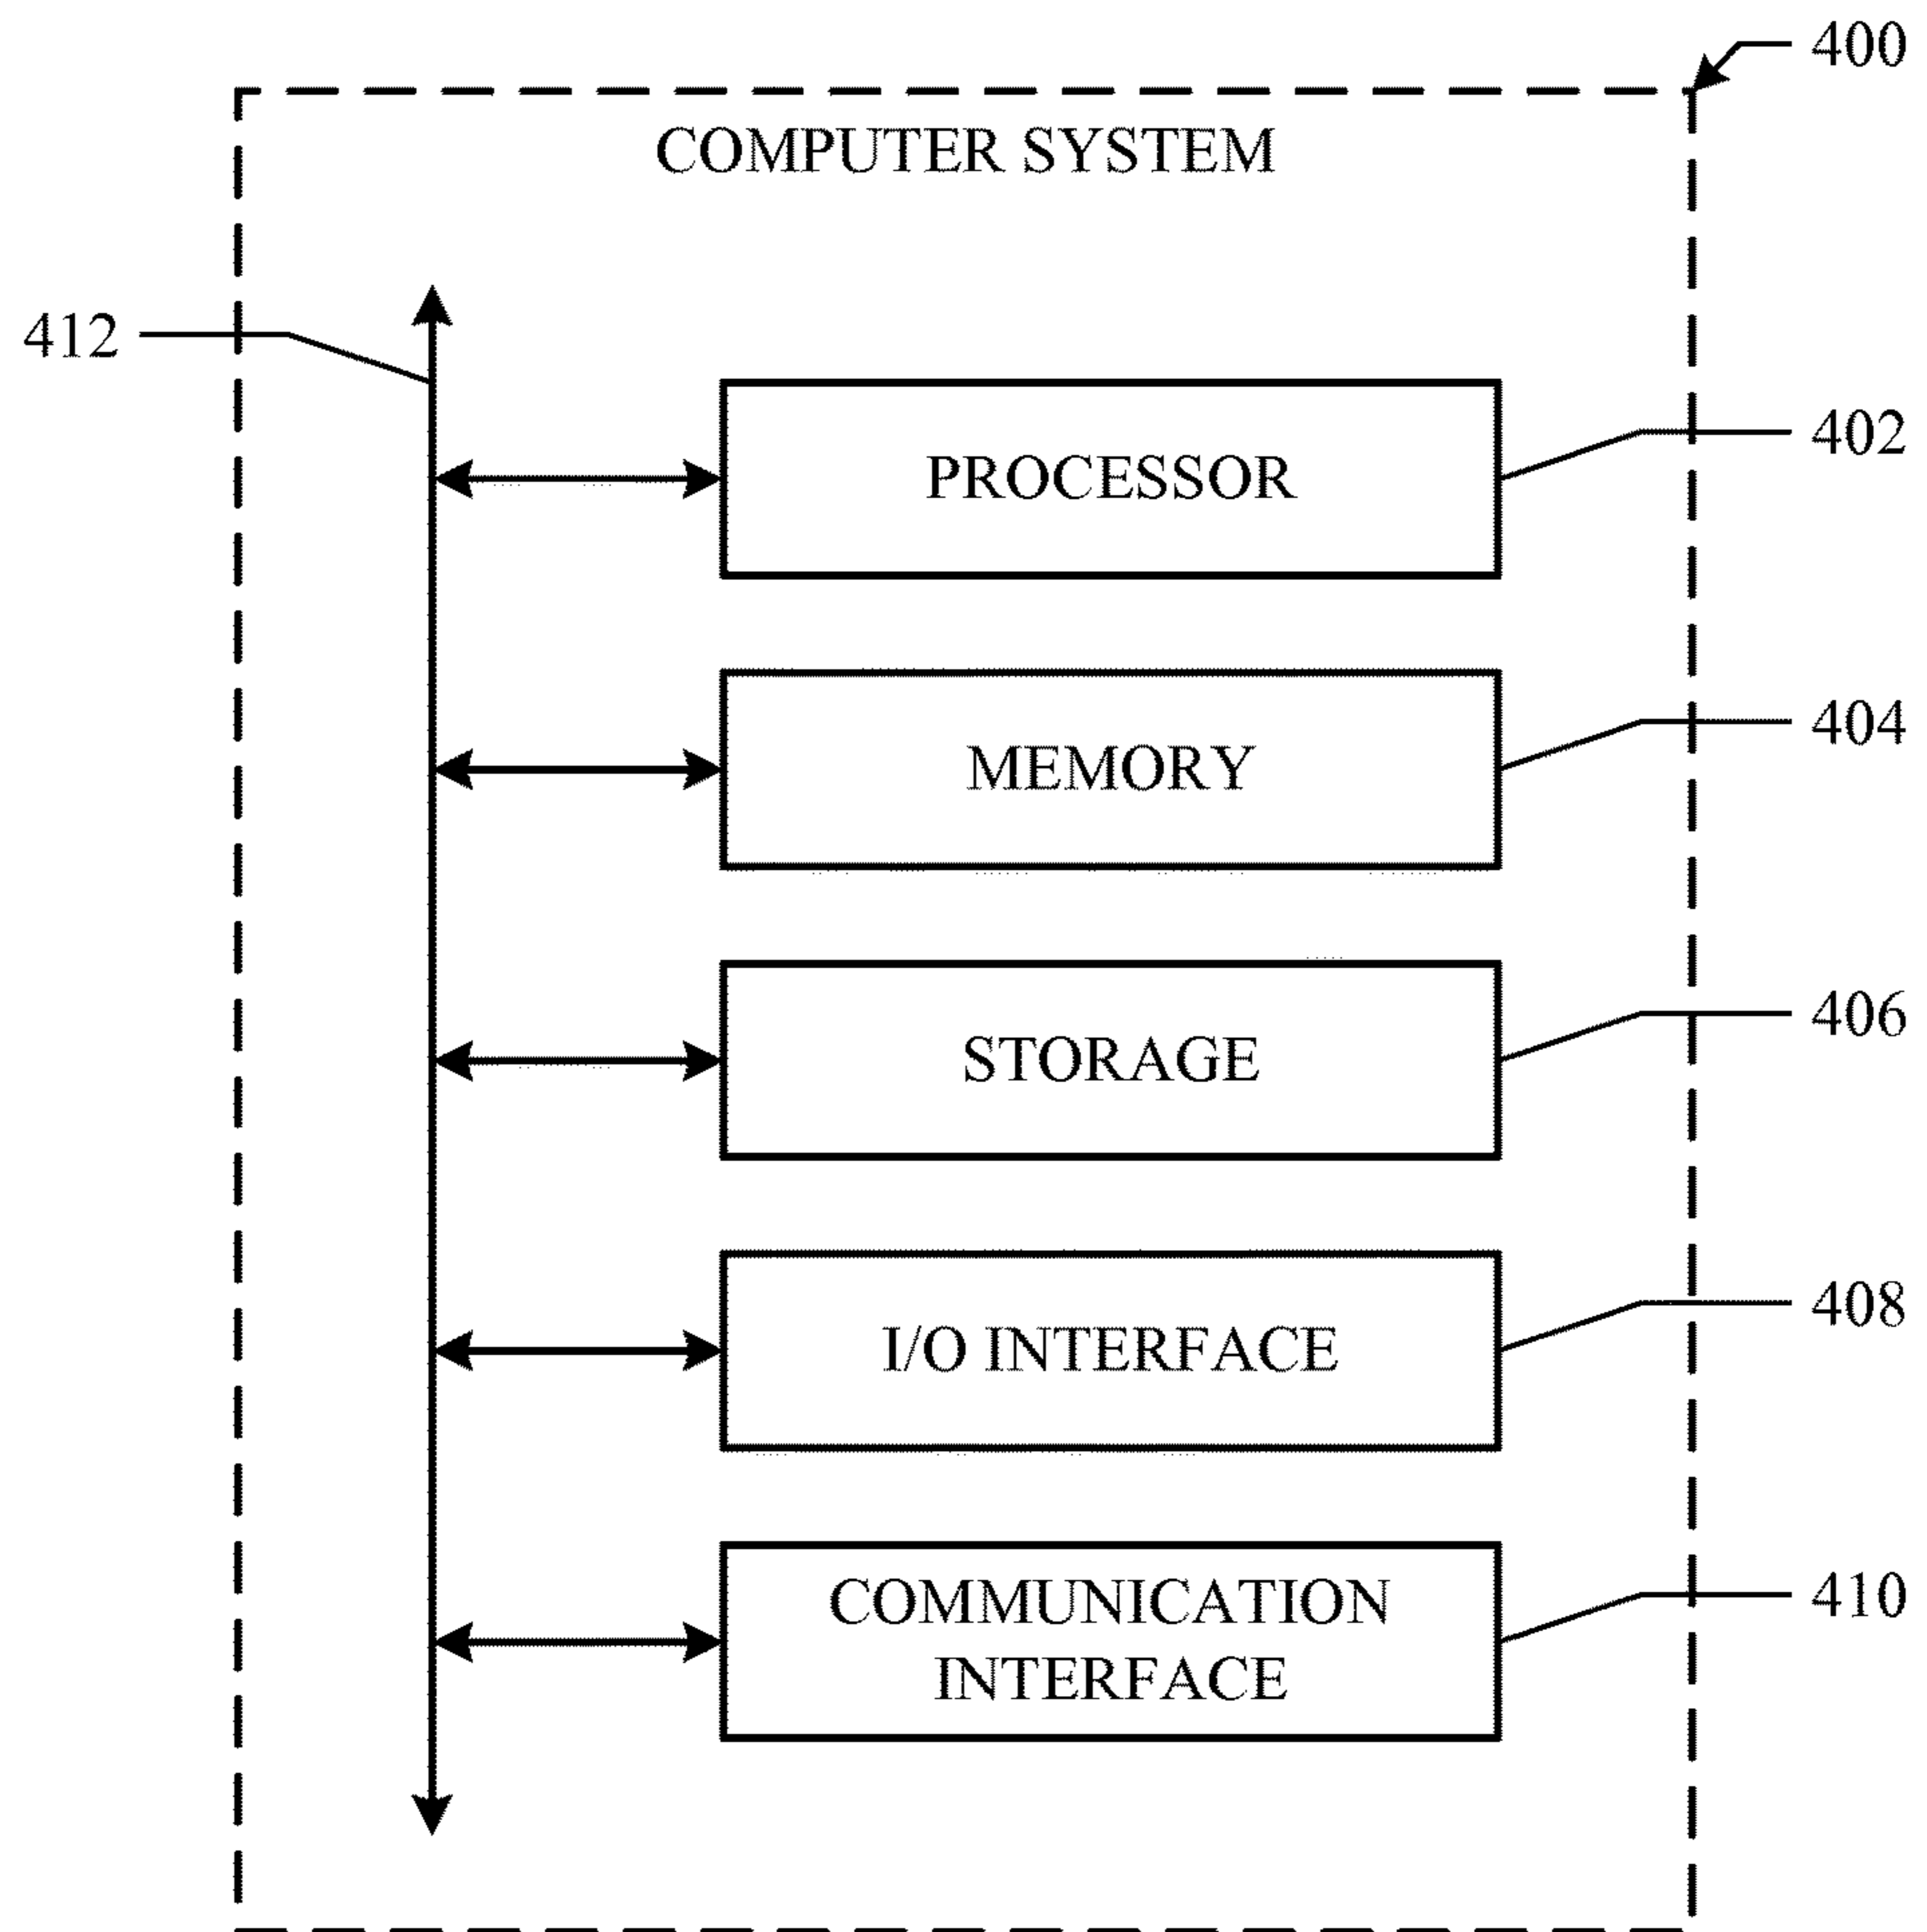 400
COMPUTER SYSTEM
412
402
PROCESSOR
404
MEMORY
406
STORAGE
408
I/O INTERFACE
410
COMMUNICATION
INTERFACE